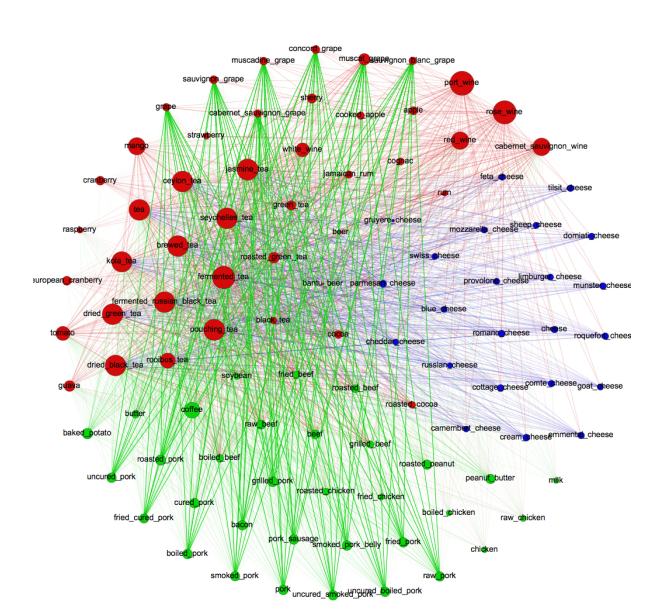 concord_grape
muscadine_grape
muscat_grape
sauvignon_blanc_grape
sauvignon_grape
port_wine
sherry
grape
cabernet_sauvignon_grape
cooked_apple
apple
rose_wine
strawberry
red_wine
mango
white_wine
cabernet_sauvignon_wine
cognac
jasmine_tea
jamaican_rum
feta_cheese
cranberry
ceylon_tea
tilsit_cheese
rum
tea
green_tea
seychelles_tea
gruyere_cheese
sheep_cheese
raspberry
beer
mozzarella_cheese
domiati_cheese
brewed_tea
roasted_green_tea
swiss_cheese
kola_tea
european_cranberry
fermented_tea
bantu_beer
parmesan_cheese
provolone_cheese
limburger_cheese
munster_cheese
fermented_russian_black_tea
blue_cheese
dried_green_tea
black_tea
tomato
pouching_tea
cocoa
romano_cheese
cheese
roquefort_cheese
cheddar_cheese
dried_black_tea
rooibus_tea
russian_cheese
soybean
fried_beef
guava
roasted_beef
cottage_cheese
comte_cheese
goat_cheese
butter
coffee
roasted_cocoa
raw_beef
baked_potato
beef
camembert_cheese
cream_cheese
emmental_cheese
grilled_beef
roasted_pork
boiled_beef
roasted_peanut
uncured_pork
grilled_pork
peanut_butter
milk
roasted_chicken
fried_chicken
cured_pork
fried_cured_pork
boiled_chicken
raw_chicken
bacon
pork_sausage
smoked_pork_belly
fried_pork
boiled_pork
chicken
smoked_pork
raw_pork
pork
uncured_smoked_pork
uncured_boiled_pork